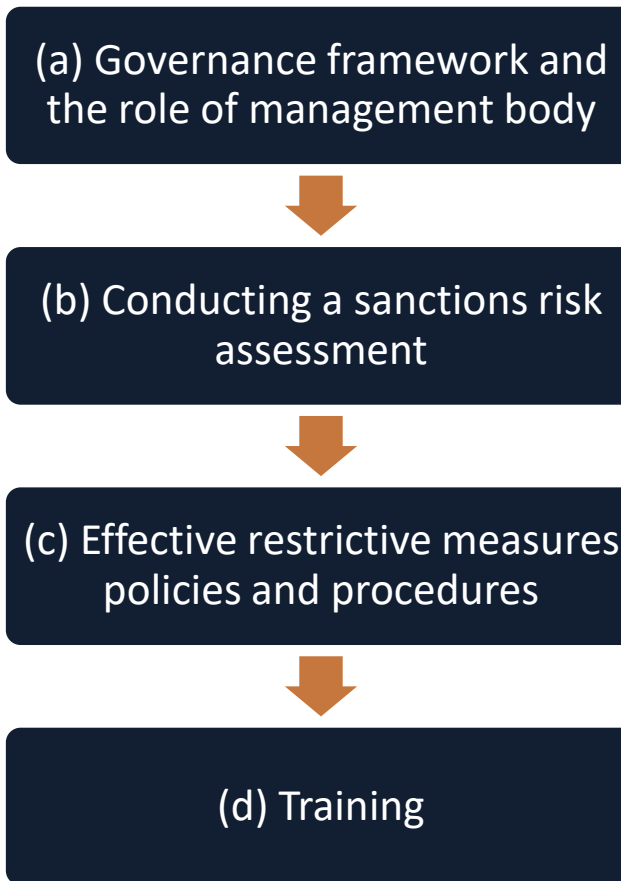 (a) Governance framework and
the role of management body
(b) Conducting a sanctions risk
assessment
(c) Effective restrictive measures
policies and procedures
(d) Training